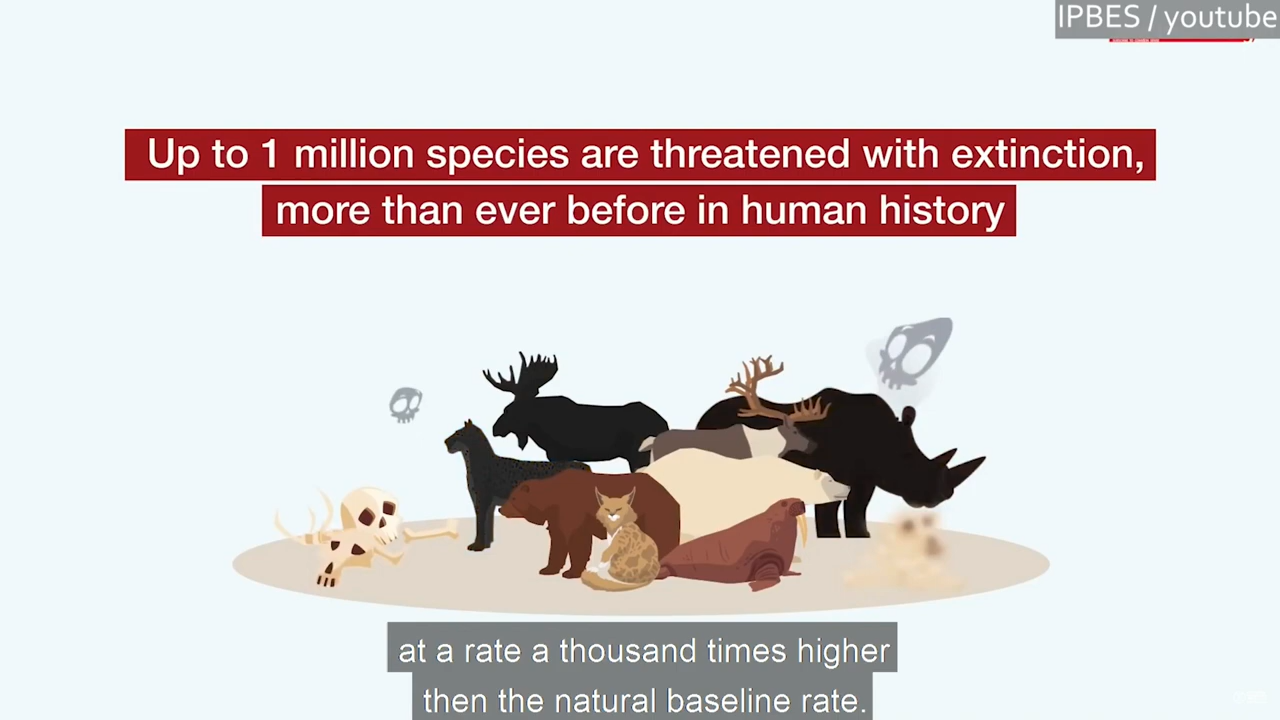 IPBES / youtube
Up to 1 million species are threatened with extinction,
more than ever before in human history
at a rate a thousand times higher
then the natural baseline rate.